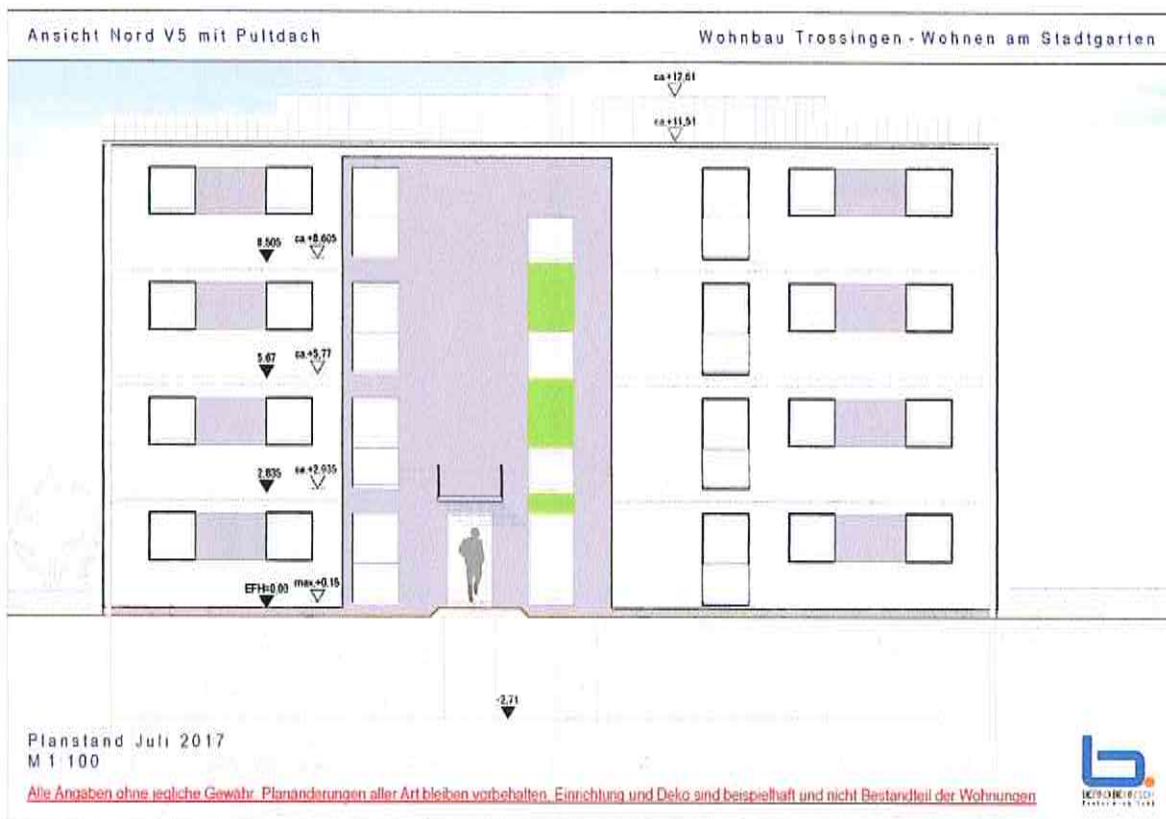 Ansicht Nord V5 mit Pultdach
Wohnbau Trossingen - Wohnen am Stadtgarten
ca.+12,61
ca.+11,51
8,505 ca.+8,605
5,67 ca.+5,77
2,835 ca.+2,935
EFH=0,00 max.+0,15
-2,71
Planstand Juli 2017
M 1:100
Alle Angaben ohne jegliche Gewähr. Planänderungen aller Art bleiben vorbehalten. Einrichtung und Deko sind beispielhaft und nicht Bestandteil der Wohnungen
b.